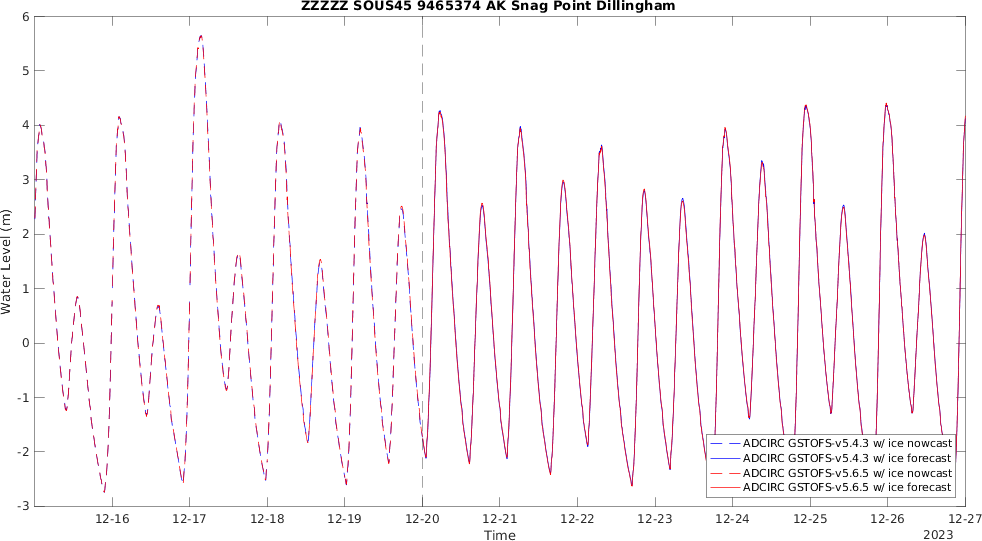 ZZZZZ SOUS45 9465374 AK Snag Point Dillingham
6
5
4
3
2
1
0
-1
-2
-3
Water Level (m)
12-16 12-17 12-18 12-19 12-20 12-21 12-22 12-23 12-24 12-25 12-26 12-27
Time
2023
ADCIRC GSTOFS-v5.4.3 w/ ice nowcast
ADCIRC GSTOFS-v5.4.3 w/ ice forecast
ADCIRC GSTOFS-v5.6.5 w/ ice nowcast
ADCIRC GSTOFS-v5.6.5 w/ ice forecast